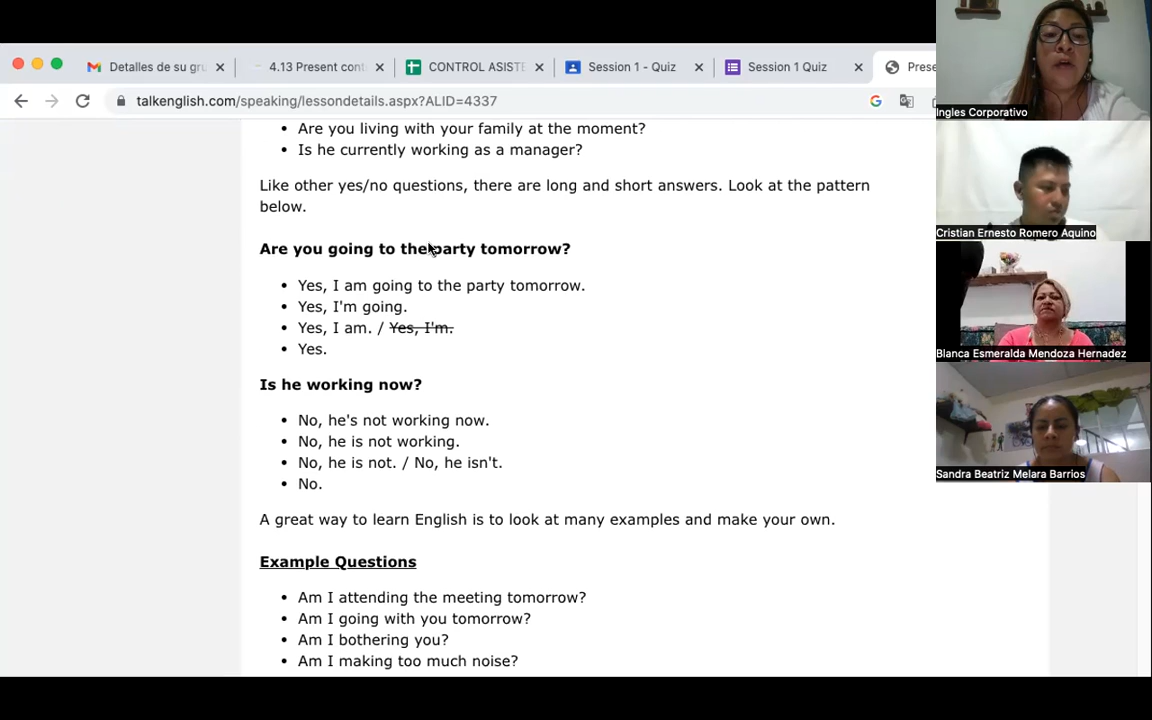 Detalles de su gru
4.13 Present cont
CONTROL ASISTE
Session 1 - Quiz
Session 1 Quiz
Prese
talkenglish.com/speaking/lessondetails.aspx?ALID=4337
• Are you living with your family at the moment?
• Is he currently working as a manager?
Like other yes/no questions, there are long and short answers. Look at the pattern
below.
Are you going to the party tomorrow?
• Yes, I am going to the party tomorrow.
• Yes, I'm going.
• Yes, I am. / Yes, I'm.
• Yes.
Is he working now?
• No, he's not working now.
• No, he is not working.
• No, he is not. / No, he isn't.
• No.
A great way to learn English is to look at many examples and make your own.
Example Questions
• Am I attending the meeting tomorrow?
• Am I going with you tomorrow?
• Am I bothering you?
• Am I making too much noise?
Ingles Corporativo
Cristian Ernesto Romero Aquino
Blanca Esmeralda Mendoza Hernadez
Sandra Beatriz Melara Barrios